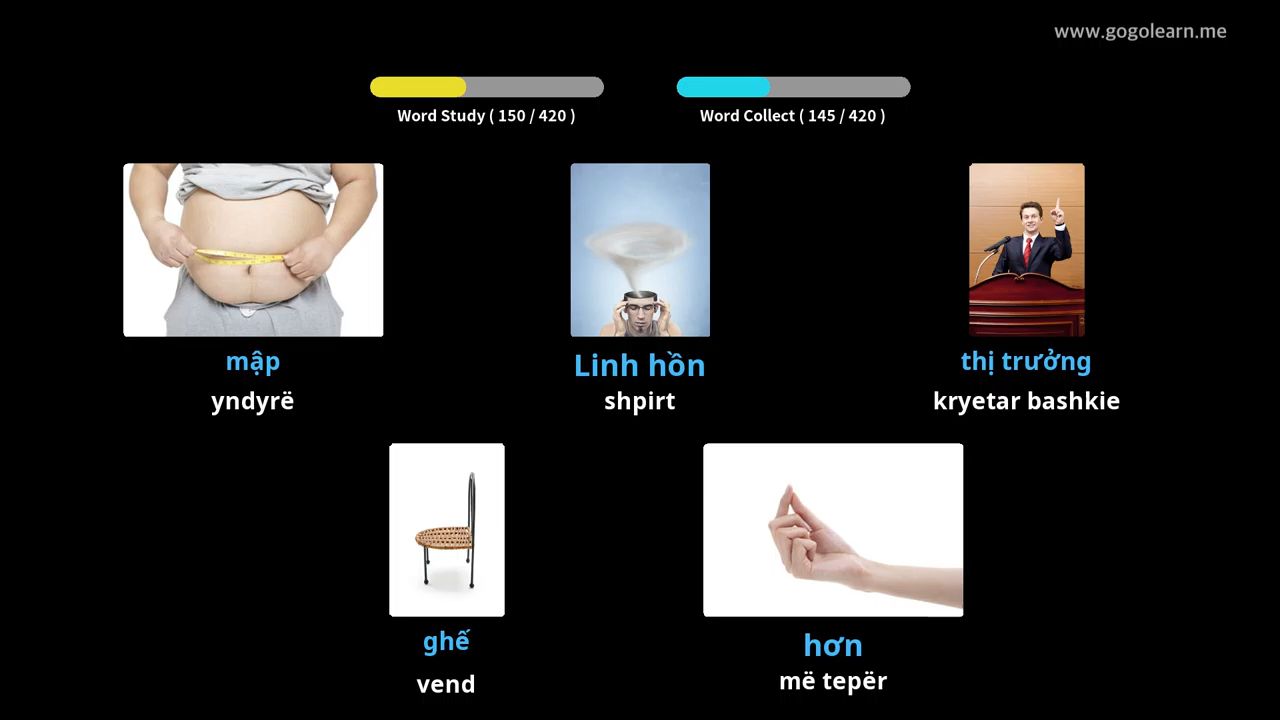 www.gogolearn.me
Word Study ( 150 / 420 )
Word Collect ( 145 / 420 )
mập
yndyrë
Linh hồn
shpirt
thị trưởng
kryetar bashkie
ghế
vend
hơn
më tepër